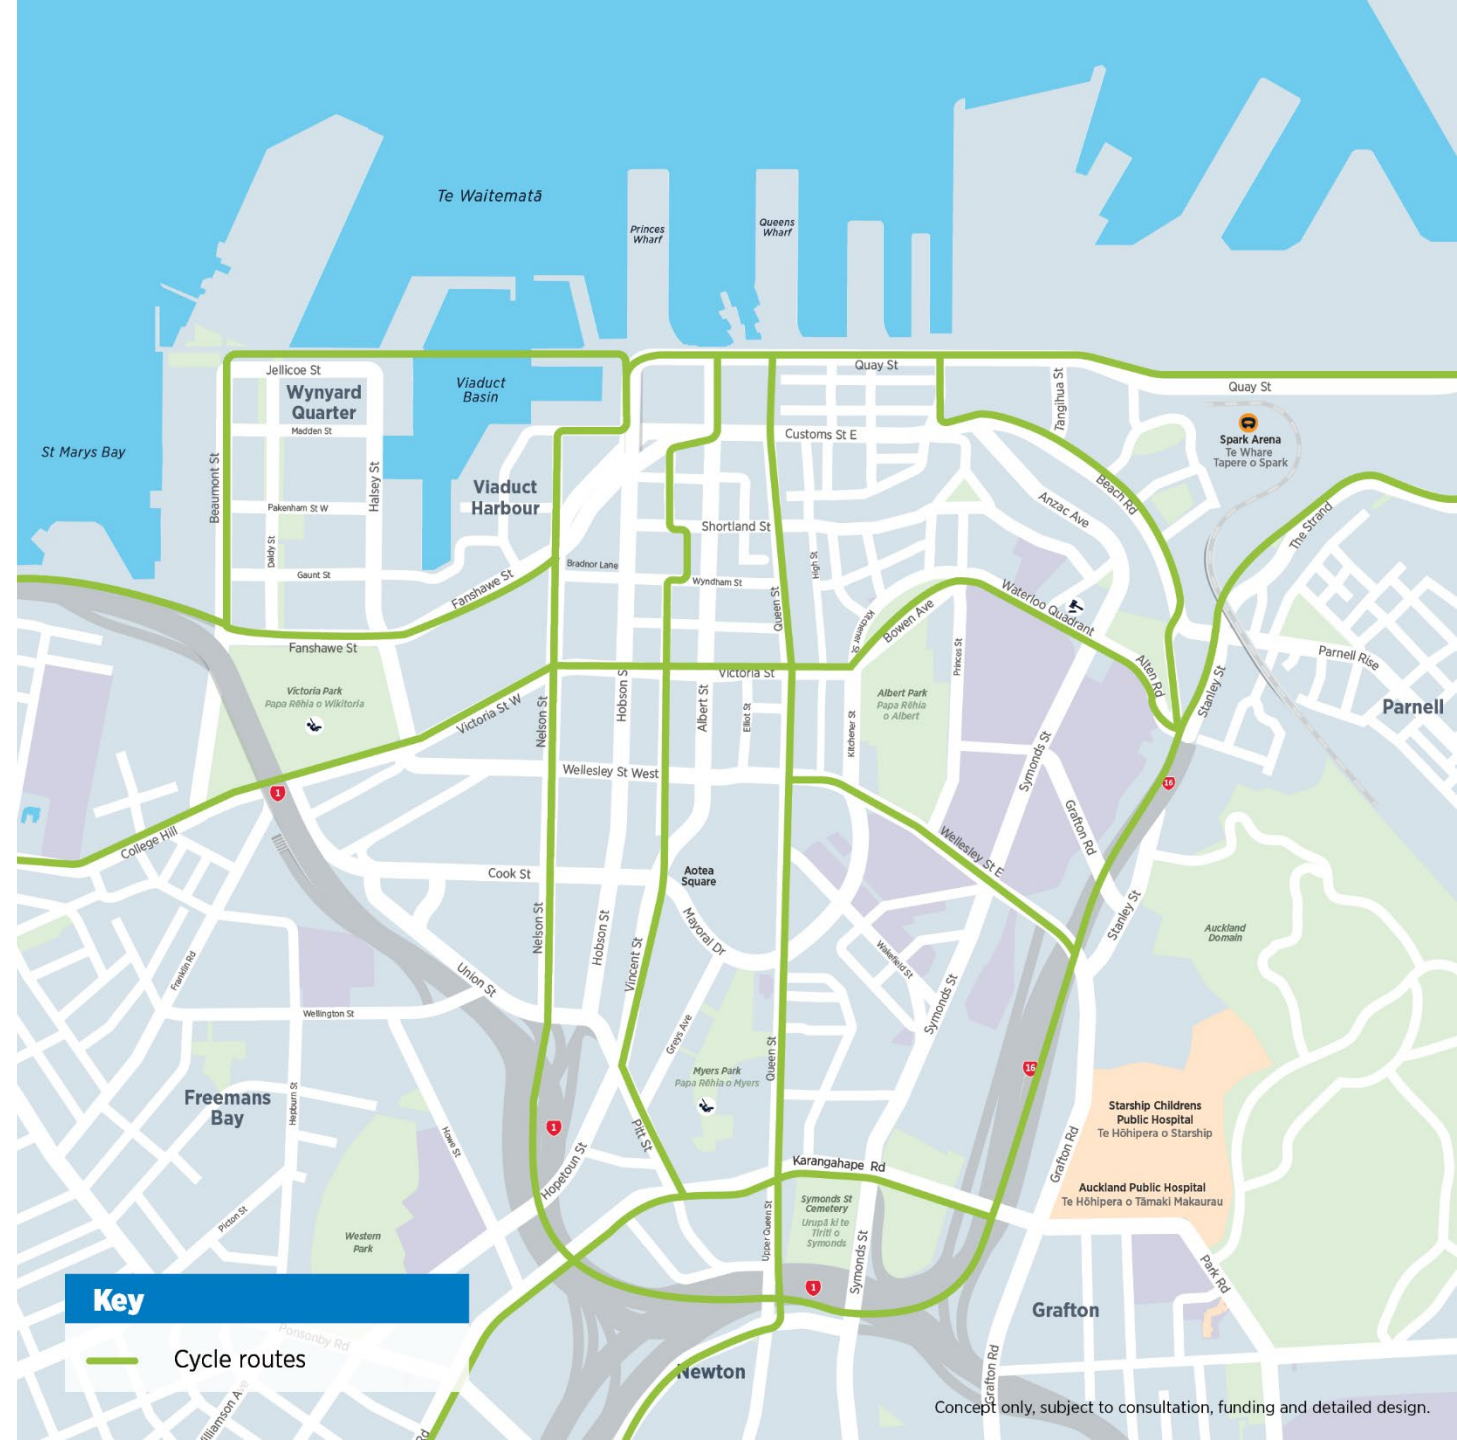 Te Waitematā
Princes
Wharf
Queens
Wharf
St Marys Bay
Jellicoe St
Wynyard
Quarter
Madden St
Viaduct
Basin
Quay St
Quay St
Tangihua St
Customs St E
Spark Arena
Te Whare
Tapere o Spark
Beaumont St
Halsey St
Viaduct
Harbour
Pakenham St W
Daldy St
Gaunt St
Shortland St
Anzac Ave
Beach Rd
The Strand
Bradnor Lane
Fanshawe St
Wyndham St
High St
Queen St
Kitchener St
Bowen Ave
Waterloo Quadrant
Fanshawe St
Princes St
Alten Rd
Parnell Rise
Parnell
Stanley St
Victoria Park
Papa Rēhia o Wikitoria
Victoria St W
Victoria St
Nelson St
Hobson S
Albert St
Elliot St
Kitchener St
Albert Park
Papa Rēhia
o Albert
Symonds St
Wellesley St West
16
1
Grafton Rd
College Hill
Wellesley St E
Cook St
Aotea
Square
Nelson St
Hobson St
Vincent St
Mayoral Dr
Stanley St
Auckland
Domain
Wakefield St
Franklin Rd
Union St
Wellington St
Symonds St
Greys Ave
Queen St
Myers Park
Papa Rēhia o Myers
16
Freemans
Bay
Hepburn St
Howe St
1
Pitt St
Starship Childrens
Public Hospital
Te Hōhipera o Starship
Karangahape Rd
Grafton Rd
Hopetoun St
Auckland Public Hospital
Te Hōhipera o Tāmaki Makaurau
Picton St
Western
Park
Upper Queen St
Symonds St
Cemetery
Urupā ki te
Tiriti o
Symonds
Symonds St
Park Rd
1
Grafton
Key
Ponsonby Rd
Cycle routes
Newton
Grafton Rd
illiamson Ave
Rd
Concept only, subject to consultation, funding and detailed design.